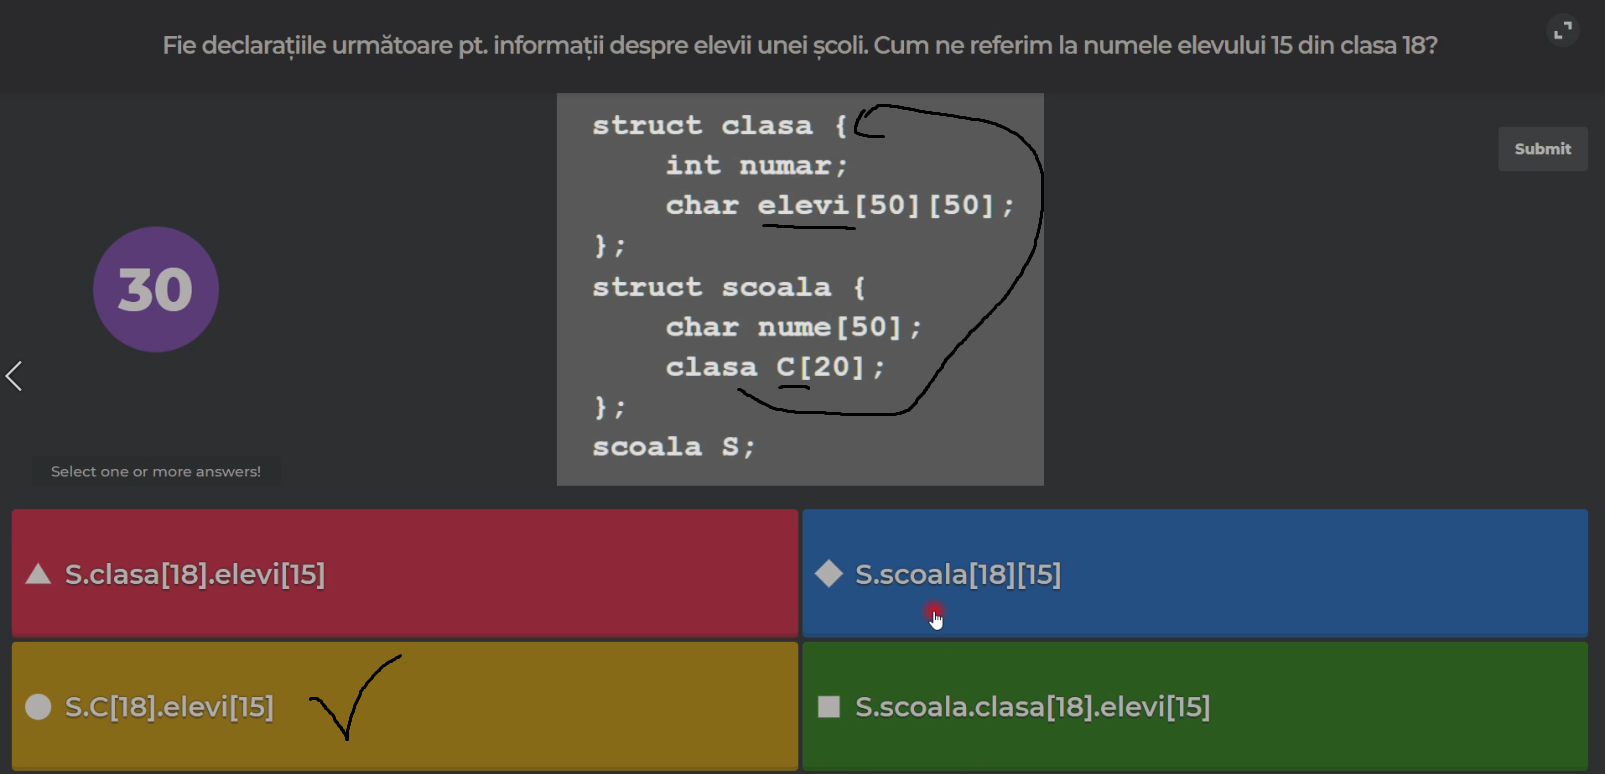 Fie declarațiile următoare pt. informații despre elevii unei școli. Cum ne referim la numele elevului 15 din clasa 18?
struct clasa {
int numar;
char elevi[50][50];
};
struct scoala {
char nume[50];
clasa C[20];
};
scoala S;
Submit
30
Select one or more answers!
S.clasa[18].elevi[15]
S.scoala[18][15]
S.C[18].elevi[15]
S.scoala.clasa[18].elevi[15]